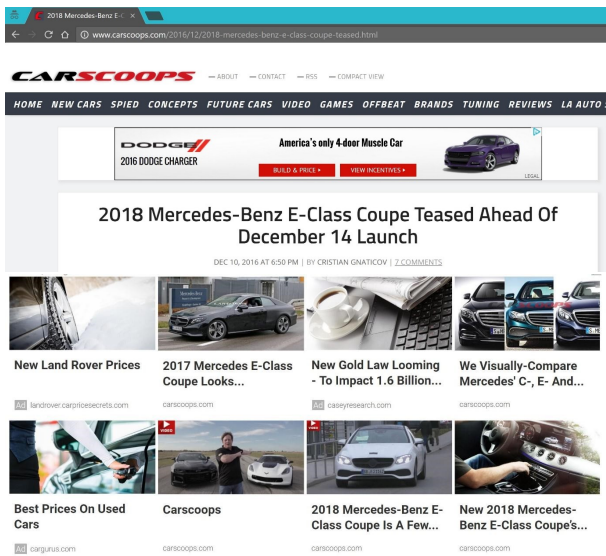 2018 Mercedes-Benz E-Cl
www.carscoops.com/2016/12/2018-mercedes-benz-e-class-coupe-teased.html
CARSCOOPS — ABOUT — CONTACT — RSS — COMPACT VIEW
HOME NEW CARS SPIED CONCEPTS FUTURE CARS VIDEO GAMES OFFBEAT BRANDS TUNING REVIEWS LA AUTO
DODGE
2016 DODGE CHARGER
America's only 4-door Muscle Car
BUILD & PRICE VIEW INCENTIVES
LEGAL
2018 Mercedes-Benz E-Class Coupe Teased Ahead Of
December 14 Launch
DEC 10, 2016 AT 6:50 PM | BY CRISTIAN GNATICOV | 7 COMMENTS
New Land Rover Prices
Ad landrover.carpricesecrets.com
2017 Mercedes E-Class
Coupe Looks...
carscoops.com
New Gold Law Looming
- To Impact 1.6 Billion...
Ad caseyresearch.com
We Visually-Compare
Mercedes' C-, E- And...
carscoops.com
Best Prices On Used
Cars
Ad cargurus.com
VIDEO
Carscoops
carscoops.com
VIDEO
2018 Mercedes-Benz E-
Class Coupe Is A Few...
carscoops.com
New 2018 Mercedes-
Benz E-Class Coupe's...
carscoops.com